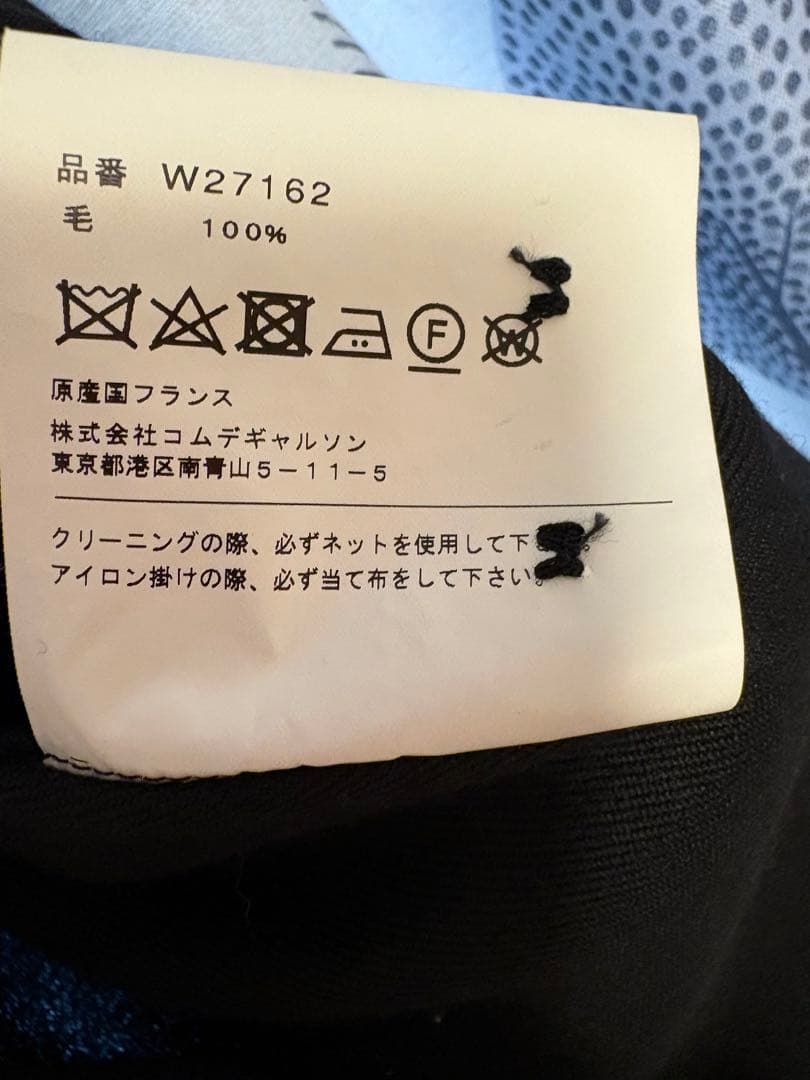 品番 W27162
毛 100%
F W
原産国フランス
株式会社コムデギャルソン
東京都港区南青山5-11-5
クリーニングの際、必ずネットを使用して下
アイロン掛けの際、必ず当て布をして下さい。